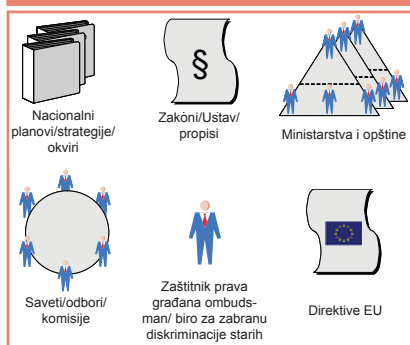 §
Nacionalni
planovi/strategije/
okviri
Zakoni/Ustav/
propisi
Ministarstva i opštine
Saveti/odbori/
komisije
Zaštitnik prava
građana ombuds-
man/ biro za zabranu
diskriminacije starih
Direktive EU